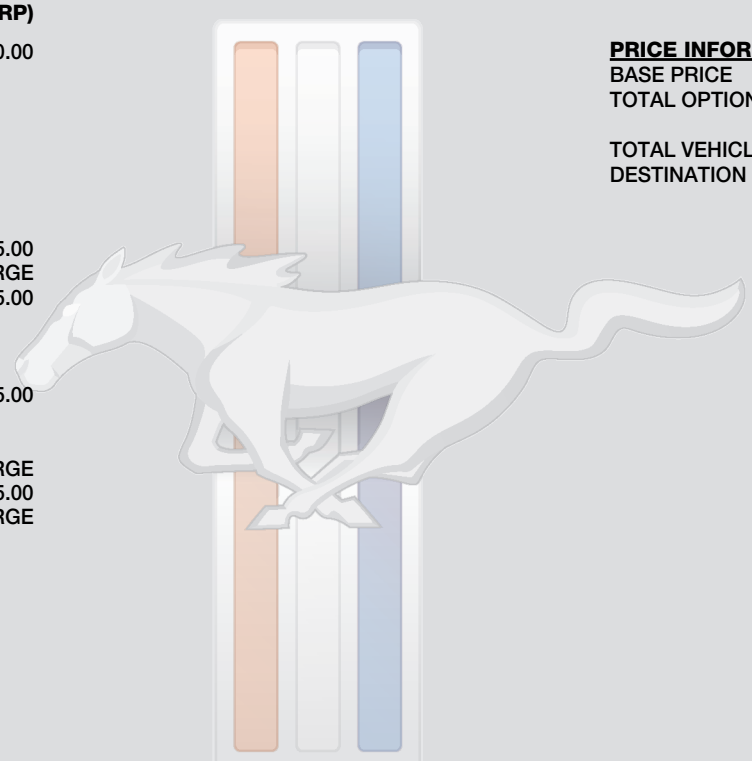 RP)
0.00
5.00
RGE
5.00
5.00
RGE
5.00
RGE
PRICE INFOR
BASE PRICE
TOTAL OPTION
TOTAL VEHICL
DESTINATION